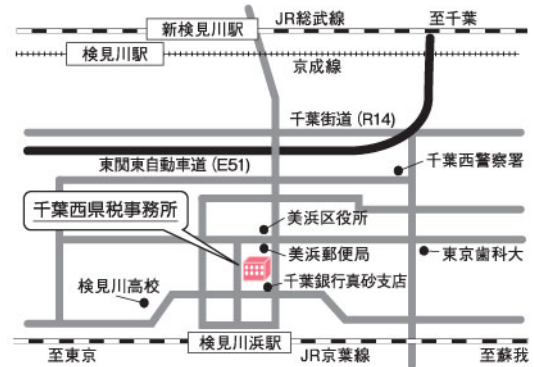 JR総武線
至千葉
新検見川駅
検見川駅
京成線
千葉街道（R14）
東関東自動車道（E51）
千葉西警察署
千葉西県税事務所
美浜区役所
美浜郵便局
東京歯科大
検見川高校
千葉銀行真砂支店
検見川浜駅
至東京
JR京葉線
至蘇我